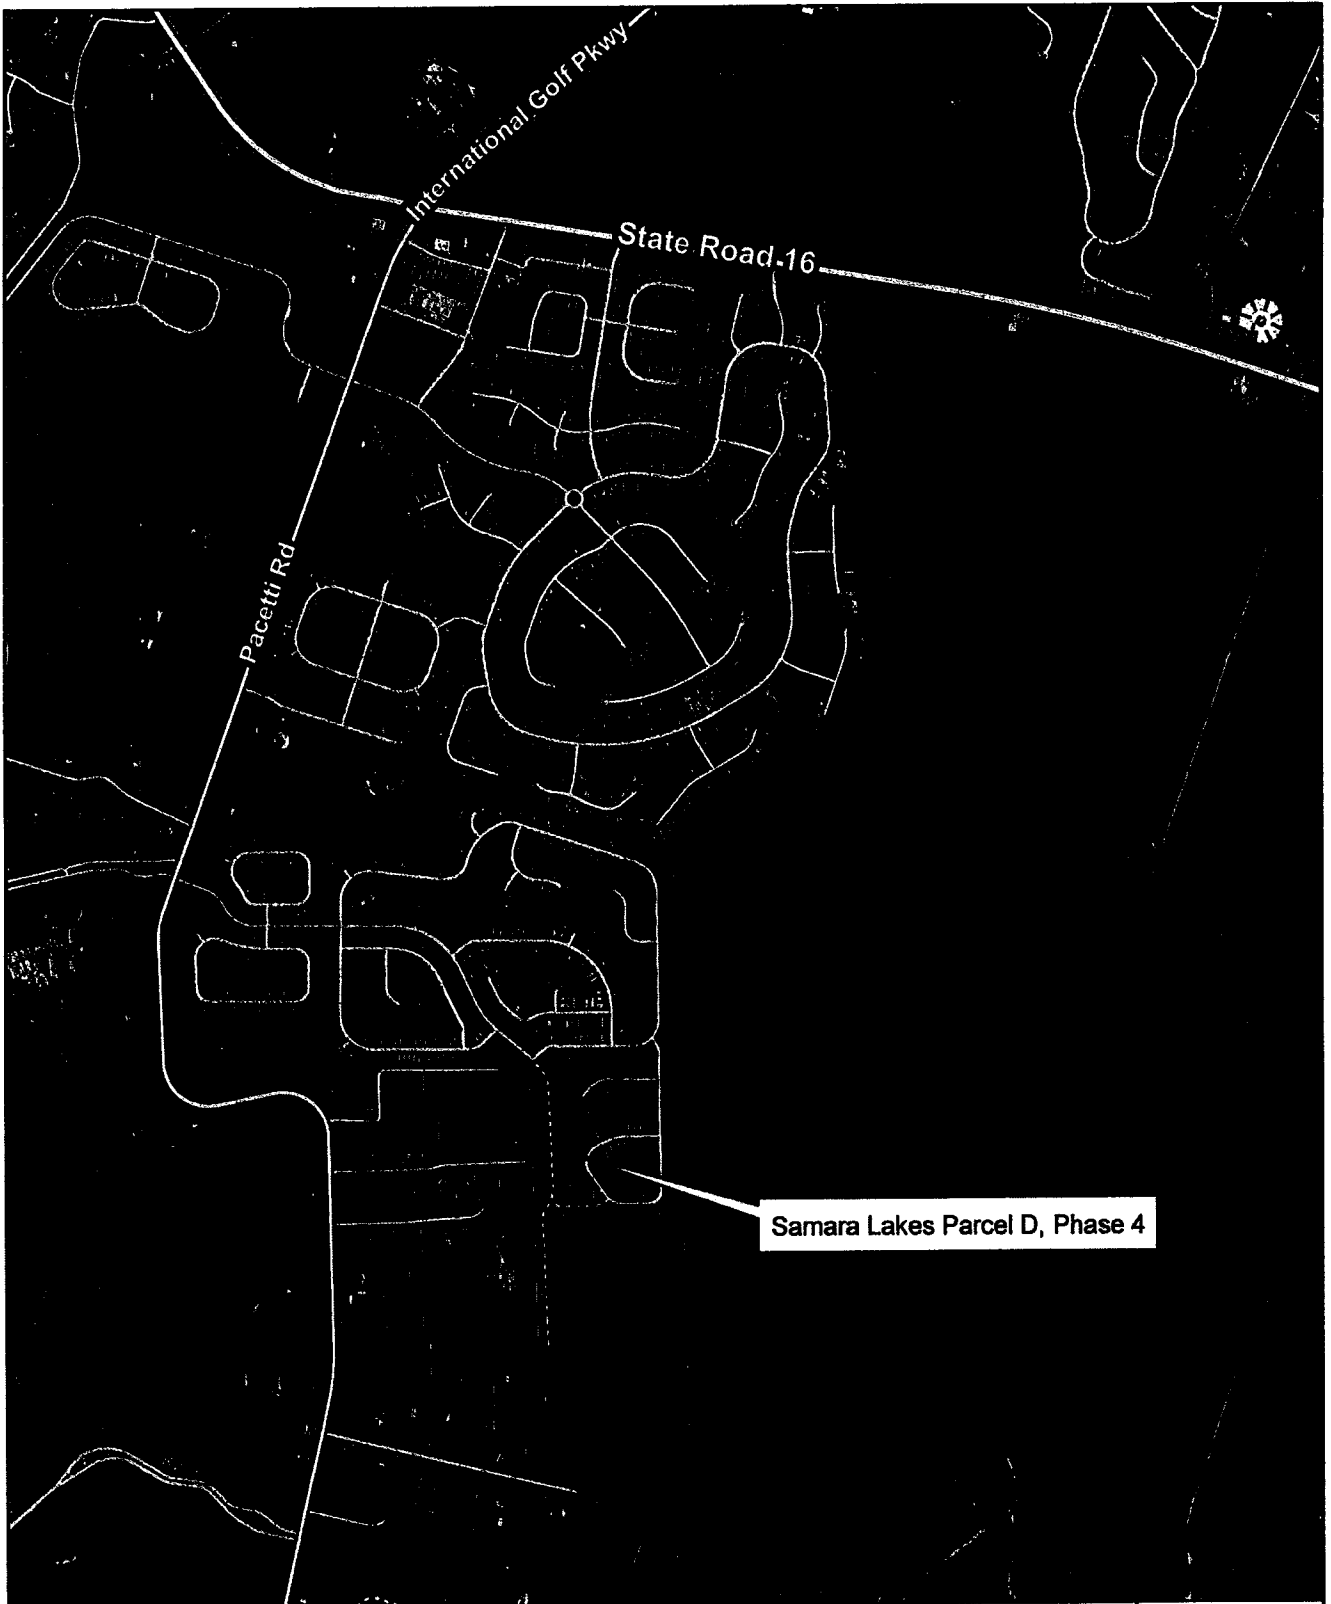 International Golf Pkwy
State Road 16
Pacetti Rd
Samara Lakes Parcel D, Phase 4